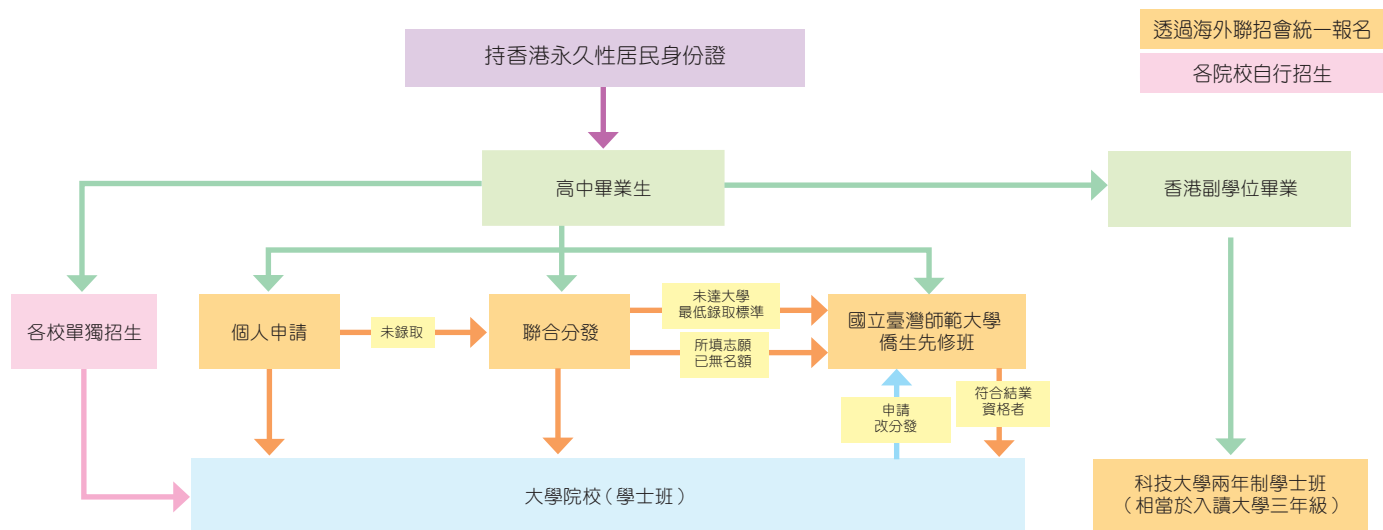 透過海外聯招會統一報名
各院校自行招生
持香港永久性居民身份證
高中畢業生
香港副學位畢業
各校單獨招生
個人申請
未錄取
聯合分發
未達大學
最低錄取標準
所填志願
已無名額
國立臺灣師範大學
僑生先修班
申請
改分發
符合結業
資格者
大學院校(學士班)
科技大學兩年制學士班
(相當於入讀大學三年級)